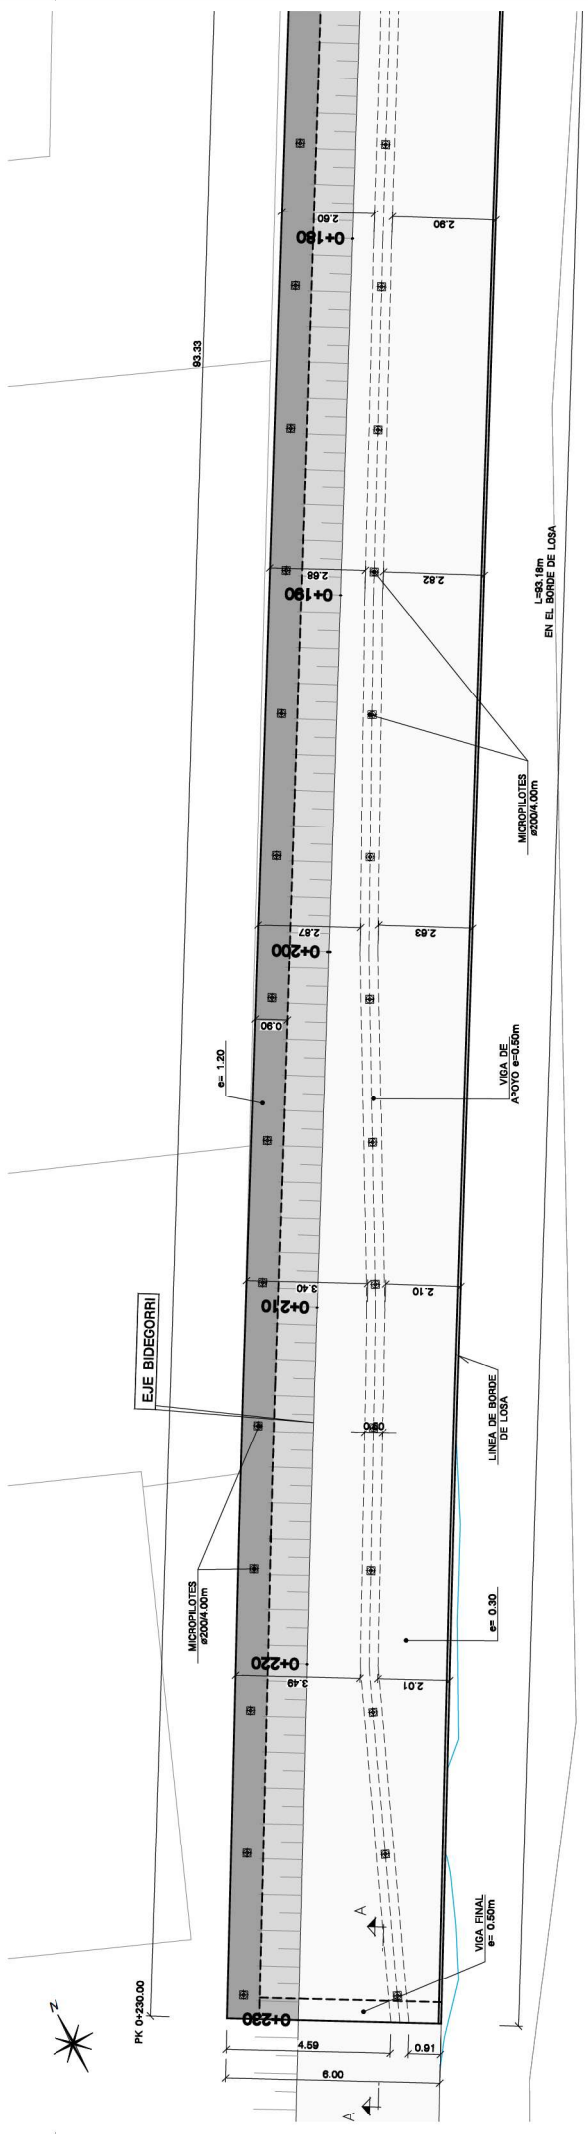 2.60
0+180
2.90
93.33
2.68
0+190
2.82
L=93.18m
EN EL BORDE DE LOSA
MICROPILOTES
ø200/4.00m
2.87
0+200
2.63
0.90
e= 1.20
VIGA DE
APOYO e=0.50m
3.40
0+210
2.10
EJE BIDEGORRI
LINEA DE BORDE
DE LOSA
MICROPILOTES
ø200/4.00m
e= 0.30
0+220
3.49
2.01
A
VIGA FINAL
e= 0.50m
N
PK 0+230.00
0+230
4.59
0.91
6.00
A